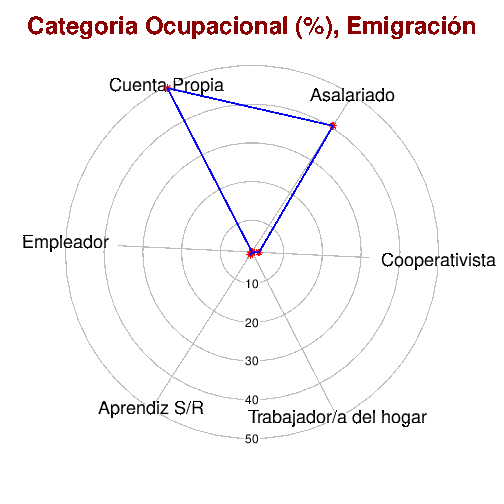 Categoria Ocupacional (%), Emigración
Cuenta Propia
Asalariado
Empleador
Cooperativista
10
20
30
40
50
Aprendiz S/R
Trabajador/a del hogar